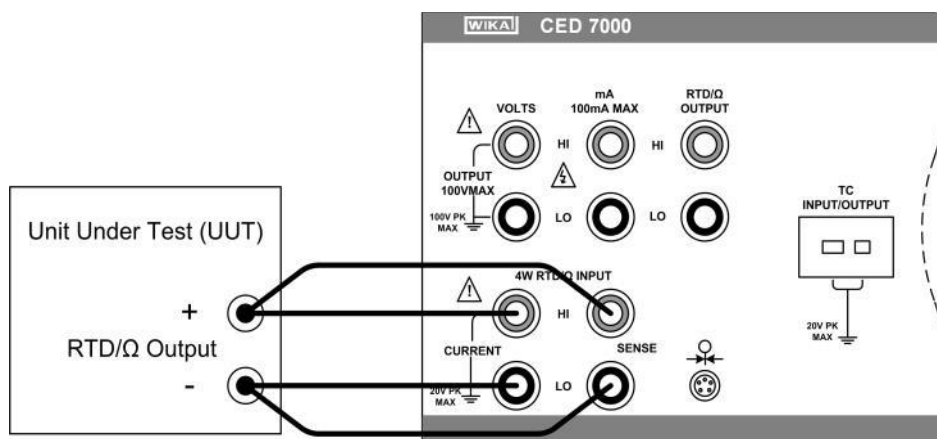 WIKA CED 7000
VOLTS
mA
100mA MAX
RTD/Ω
OUTPUT
HI
HI
OUTPUT
100VMAX
100V PK
MAX
LO
LO
TC
INPUT/OUTPUT
20V PK
MAX
Unit Under Test (UUT)
+
RTD/Ω Output
-
4W RTD/Ω INPUT
HI
CURRENT
SENSE
20V PK
MAX
LO